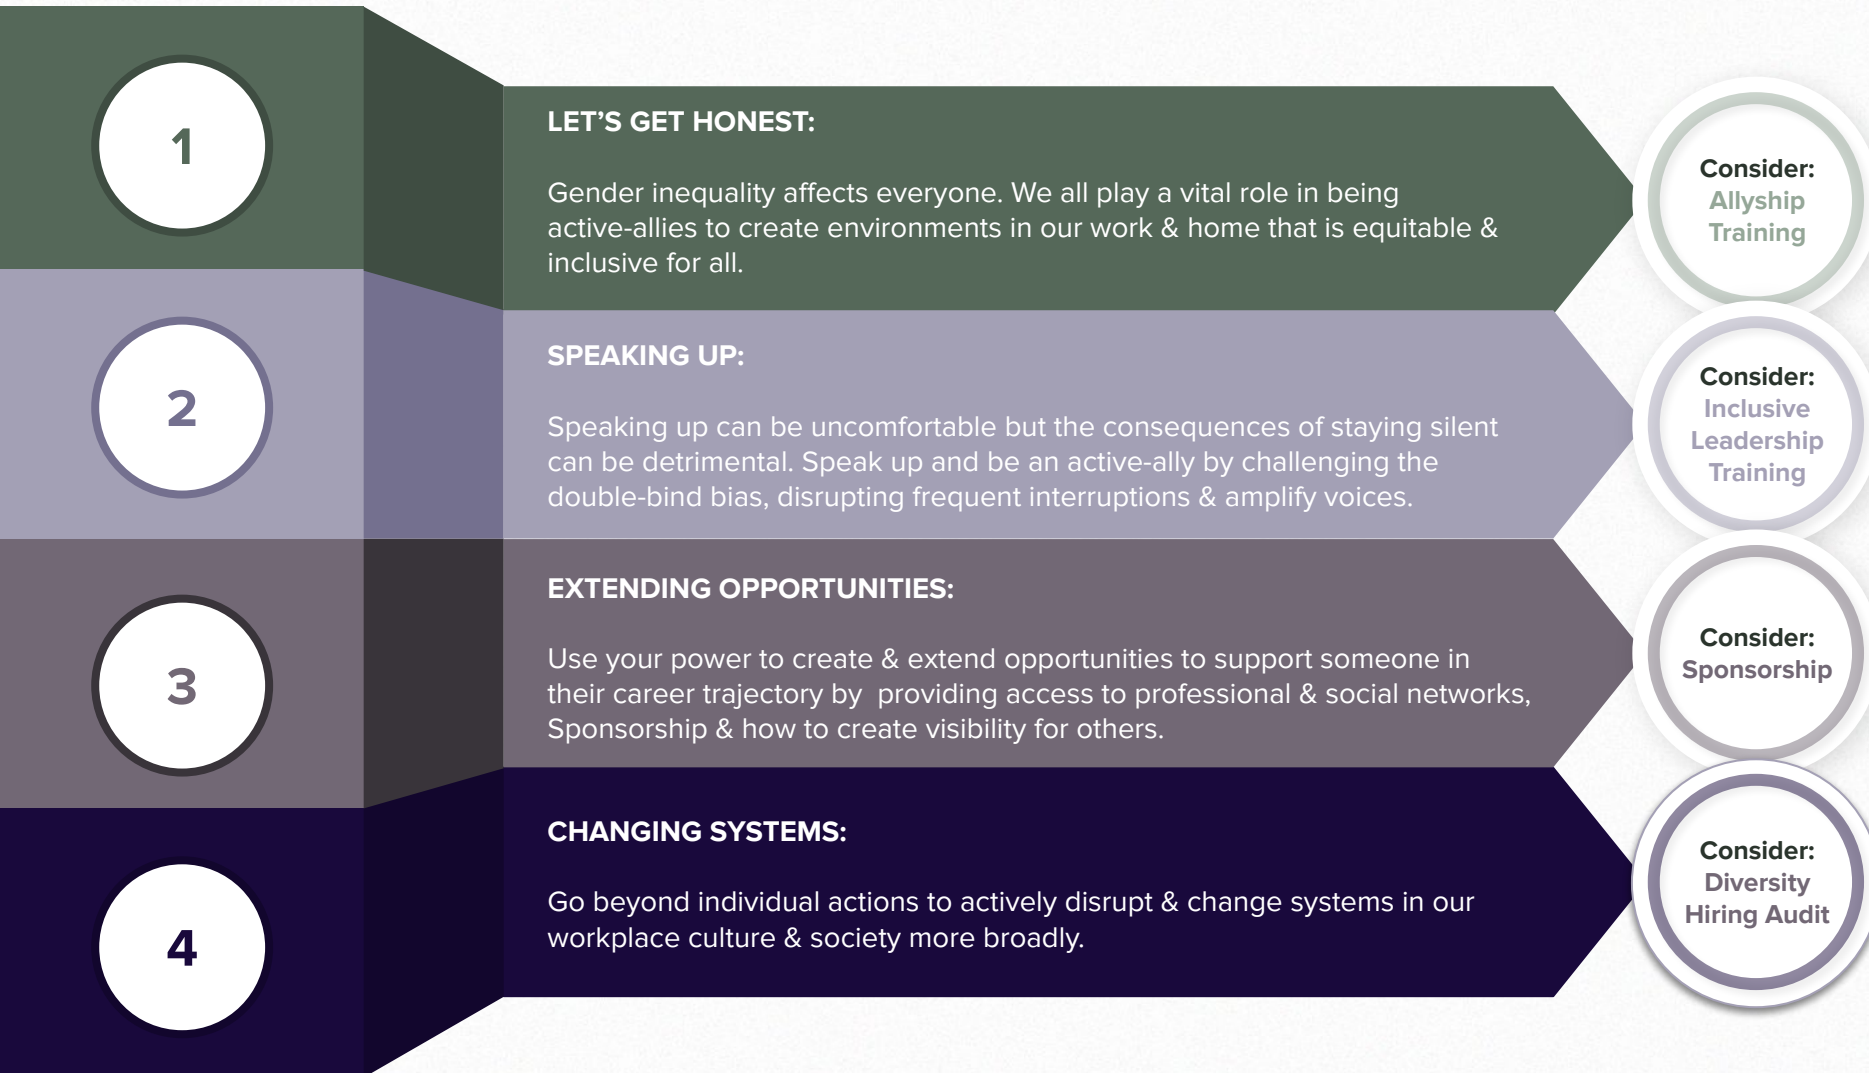 1
LET’S GET HONEST:
Gender inequality affects everyone. We all play a vital role in being
active-allies to create environments in our work & home that is equitable &
inclusive for all.
Consider:
Allyship
Training
2
SPEAKING UP:
Speaking up can be uncomfortable but the consequences of staying silent
can be detrimental. Speak up and be an active-ally by challenging the
double-bind bias, disrupting frequent interruptions & amplify voices.
Consider:
Inclusive
Leadership
Training
3
EXTENDING OPPORTUNITIES:
Use your power to create & extend opportunities to support someone in
their career trajectory by  providing access to professional & social networks,
Sponsorship & how to create visibility for others.
Consider:
Sponsorship
4
CHANGING SYSTEMS:
Go beyond individual actions to actively disrupt & change systems in our
workplace culture & society more broadly.
Consider:
Diversity
Hiring Audit